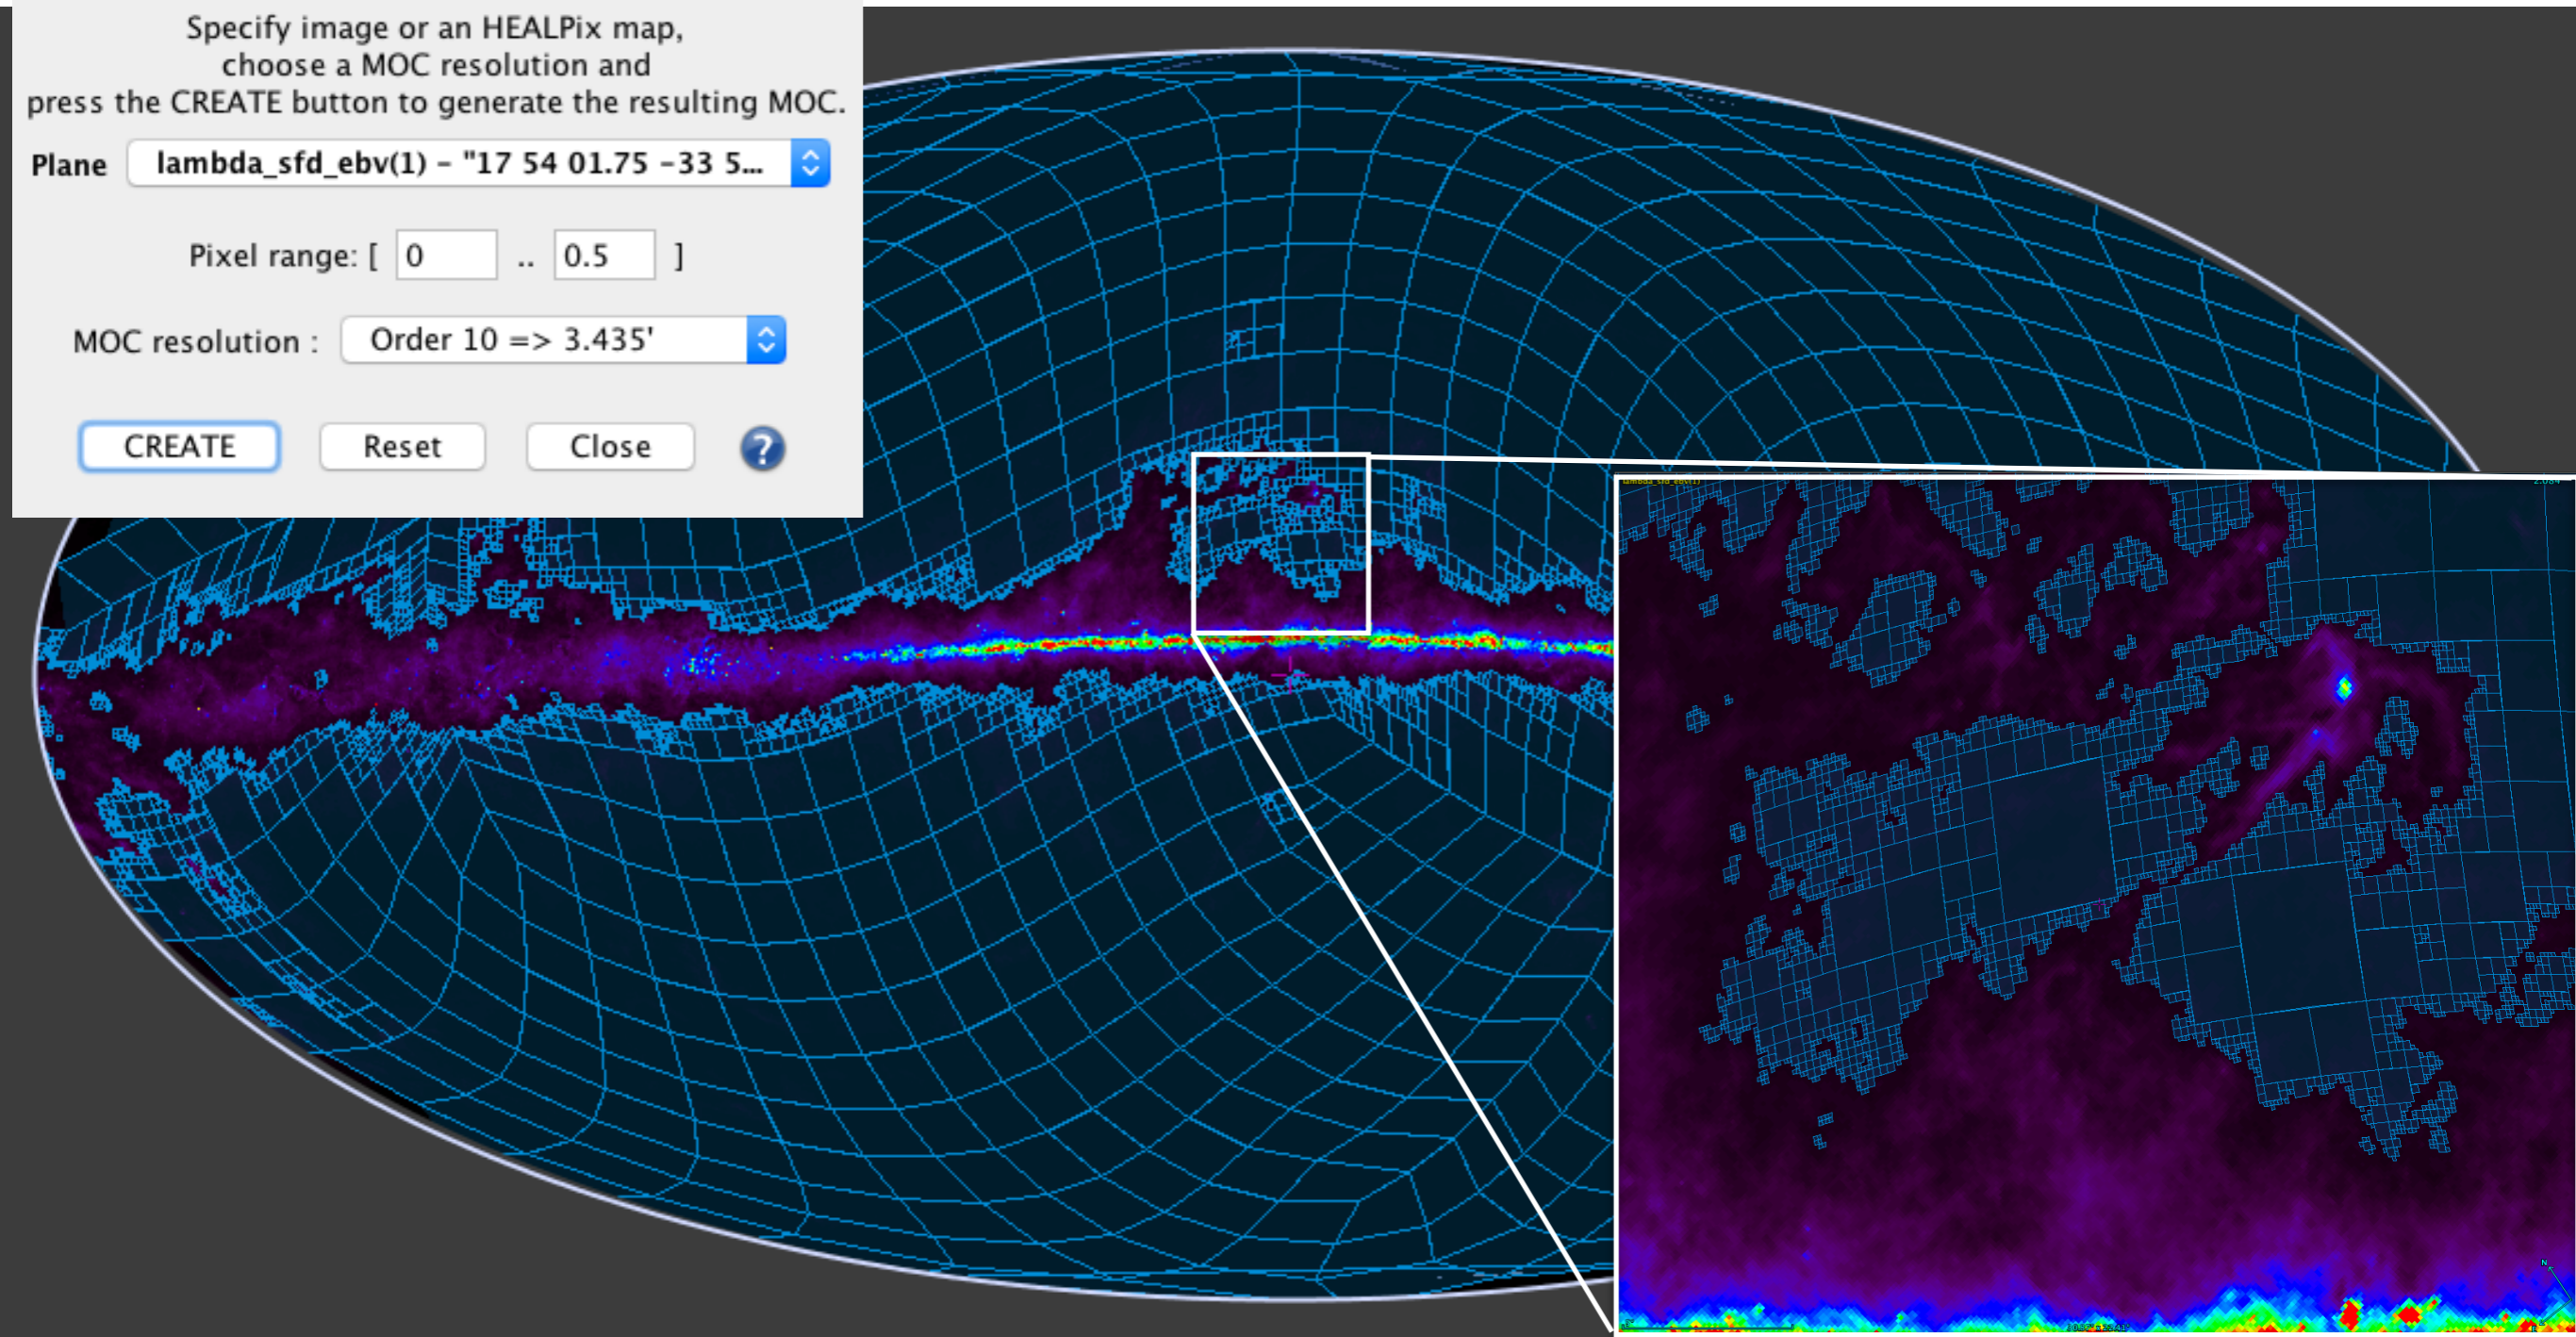 Specify image or an HEALPix map,
choose a MOC resolution and
press the CREATE button to generate the resulting MOC.
Plane lambda_sfd_ebv(1) - "17 54 01.75 -33 5...
Pixel range: [ 0 .. 0.5 ]
MOC resolution : Order 10 => 3.435'
CREATE Reset Close ?
lambda_sfd_ebv(1)
N